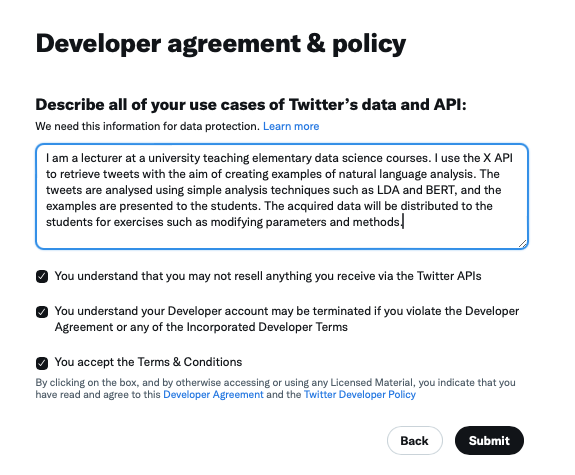 Developer agreement & policy
Describe all of your use cases of Twitter's data and API:
We need this information for data protection. Learn more
I am a lecturer at a university teaching elementary data science courses. I use the X API
to retrieve tweets with the aim of creating examples of natural language analysis. The
tweets are analysed using simple analysis techniques such as LDA and BERT, and the
examples are presented to the students. The acquired data will be distributed to the
students for exercises such as modifying parameters and methods.
You understand that you may not resell anything you receive via the Twitter APIs
You understand your Developer account may be terminated if you violate the Developer
Agreement or any of the Incorporated Developer Terms
You accept the Terms & Conditions
By clicking on the box, and by otherwise accessing or using any Licensed Material, you indicate that you
have read and agree to this Developer Agreement and the Twitter Developer Policy
Back Submit